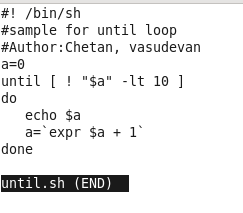 #! /bin/sh
#sample for until loop
#Author:Chetan, vasudevan
a=0
until [ ! "$a" -lt 10 ]
do
   echo $a
   a=`expr $a + 1`
done
until.sh (END)